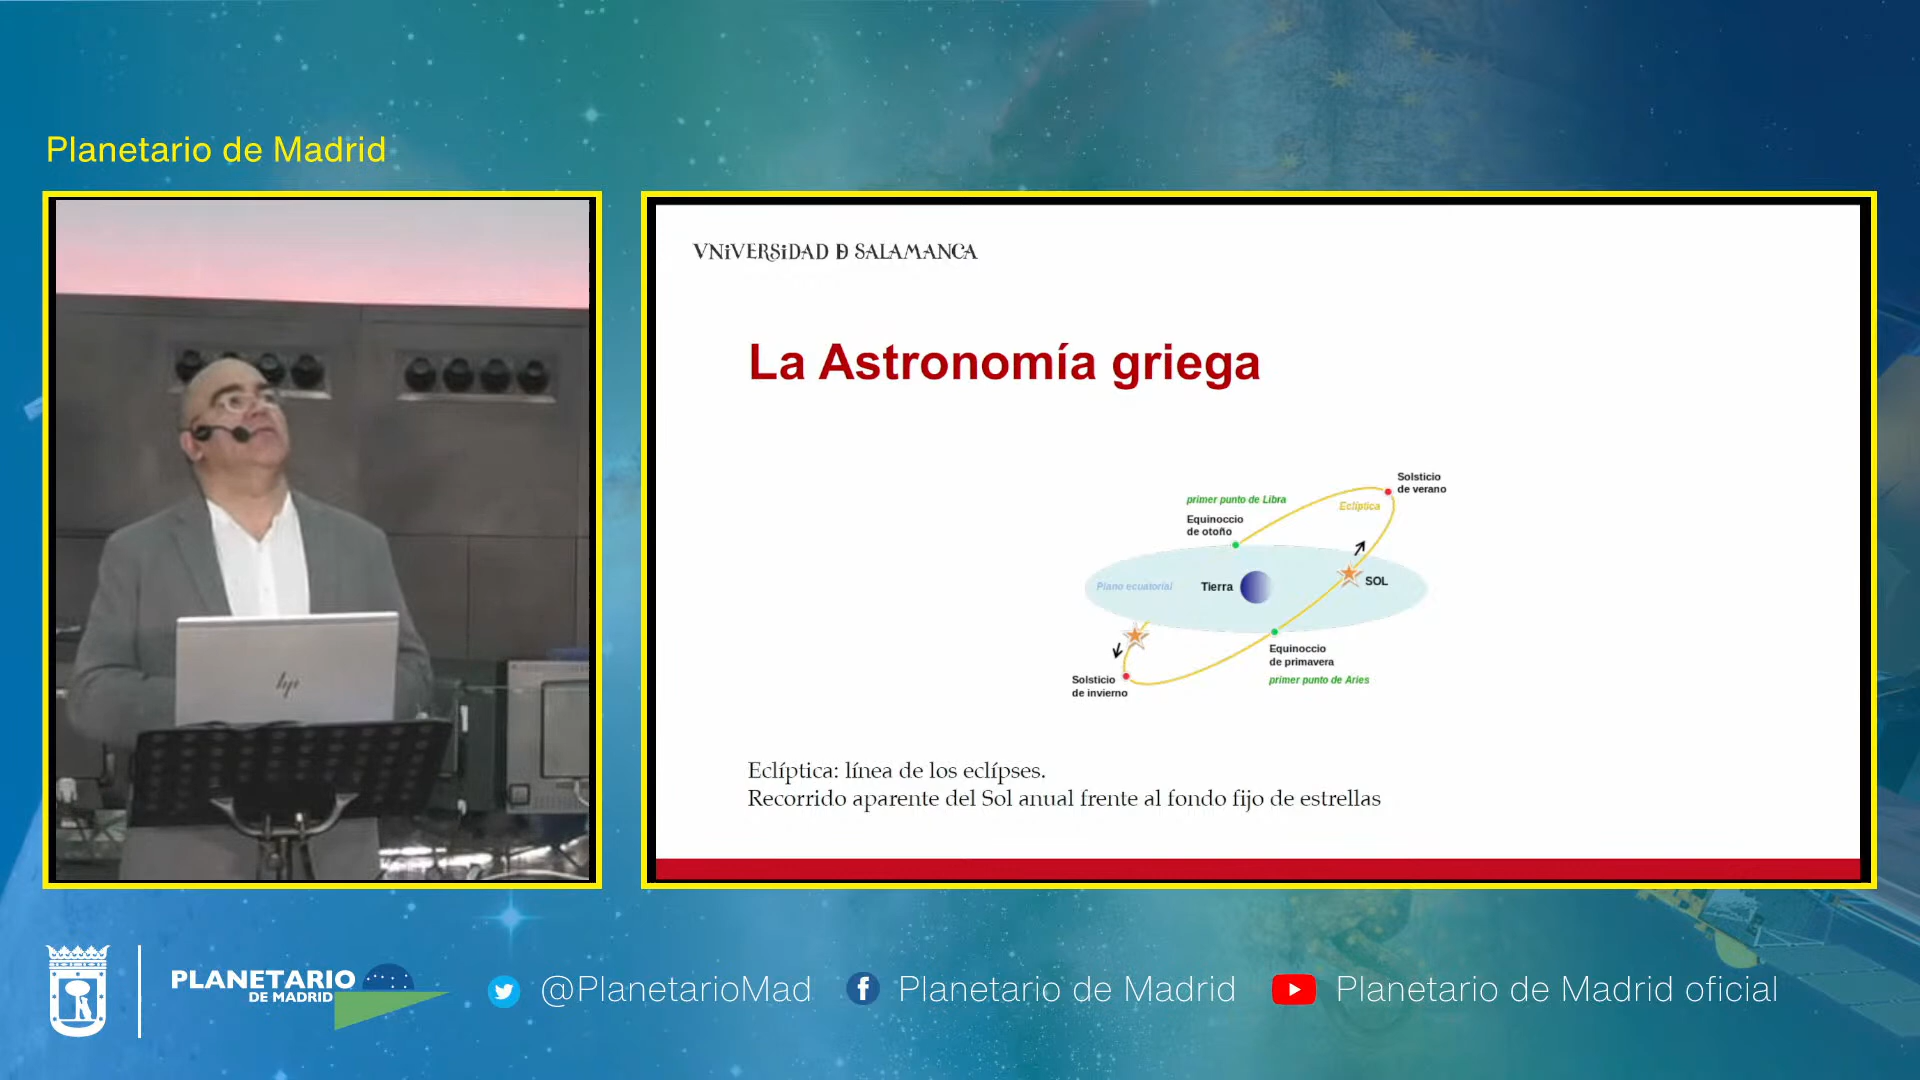 Planetario de Madrid
VNiVERSiDAD D SALAMANCA
La Astronomía griega
Solsticio
de verano
primer punto de Libra
Eclíptica
Equinoccio
de otoño
Plano ecuatorial
Tierra
SOL
Equinoccio
de primavera
Solsticio
de invierno
primer punto de Aries
Eclíptica: línea de los eclípses.
Recorrido aparente del Sol anual frente al fondo fijo de estrellas
hp
PLANETARIO
DE MADRID
@PlanetarioMad
Planetario de Madrid
Planetario de Madrid oficial